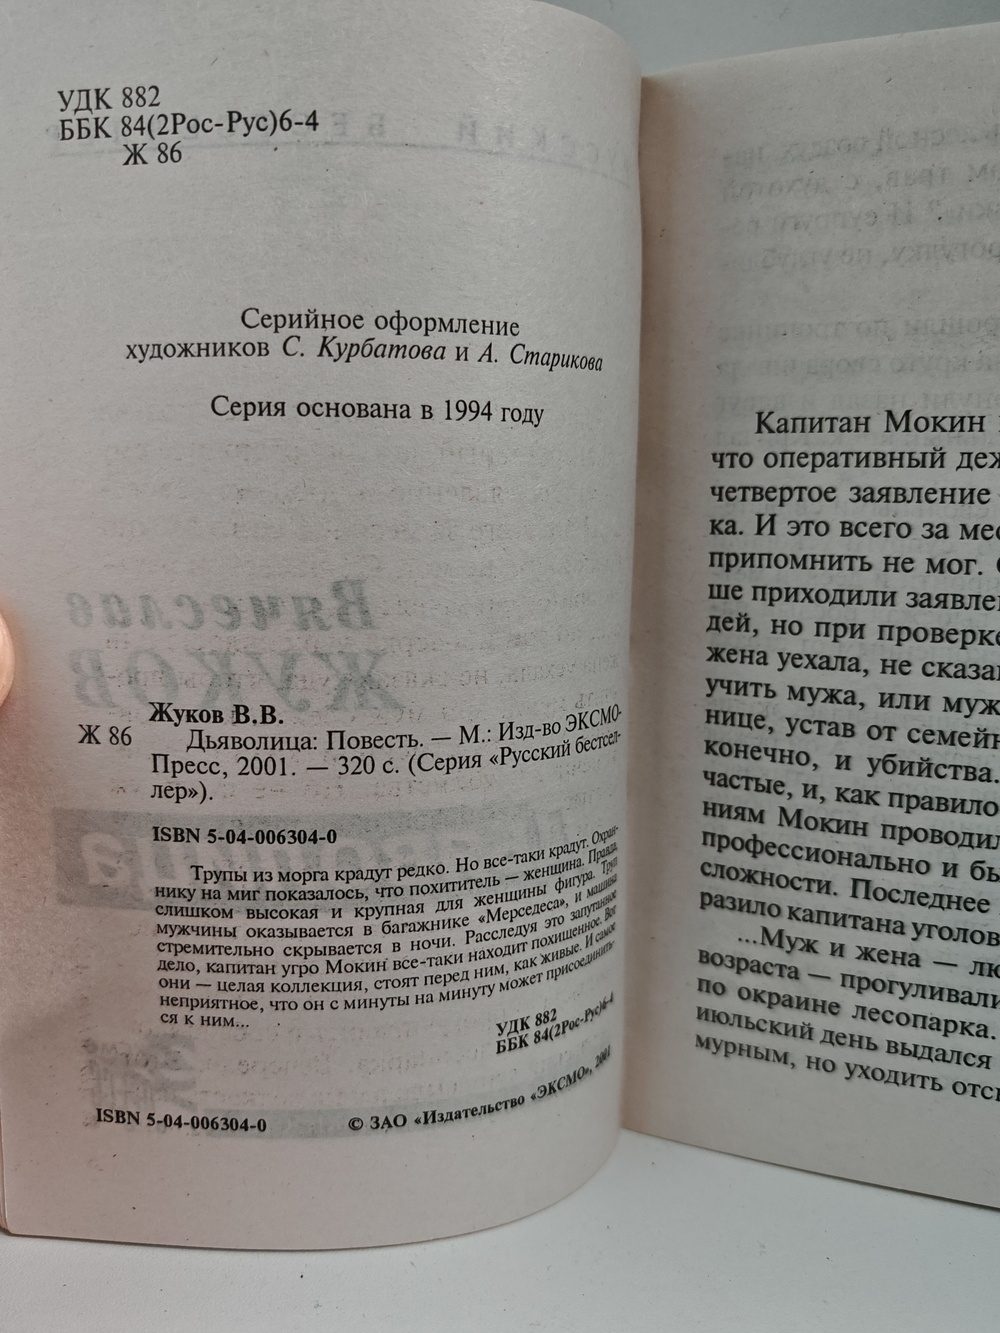 УДК 882
ББК 84(2Рос-Рус)6-4
Ж 86
Серийное оформление
художников С. Курбатова и А. Старикова
Серия основана в 1994 году
Вячеслав
ЖУКОВ
Жуков В.В.
Ж 86
Дьяволица: Повесть. — М.: Изд-во ЭКСМО-
Пресс, 2001. — 320 с. (Серия «Русский бестсел-
лер»).
ISBN 5-04-006304-0
Трупы из морга крадут редко. Но все-таки крадут. Охран-
нику на миг показалось, что похититель — женщина. Правда,
слишком высокая и крупная для женщины фигура. Труп
мужчины оказывается в багажнике «Мерседеса», и машина
стремительно скрывается в ночи. Расследуя это запутанное
дело, капитан угро Мокин все-таки находит похищенное. Вот
они — целая коллекция, стоят перед ним, как живые. И самое
неприятное, что он с минуты на минуту может присоединить-
ся к ним...
УДК 882
ББК 84(2Рос-Рус)6-4
ISBN 5-04-006304-0
© ЗАО «Издательство «ЭКСМО», 2001
Капитан Мокин
что оперативный деж
четвертое заявление
ка. И это всего за мес
припомнить не мог.
ше приходили заявле
дей, но при проверке
жена уехала, не сказа
учить мужа, или муж
нице, устав от семейн
конечно, и убийства.
частые, и, как правило
ниям Мокин проводил
профессионально и бы
сложности. Последнее
разило капитана уголов
...Муж и жена — лю
возраста — прогуливали
по окраине лесопарка.
июльский день выдался
мурным, но уходить отс